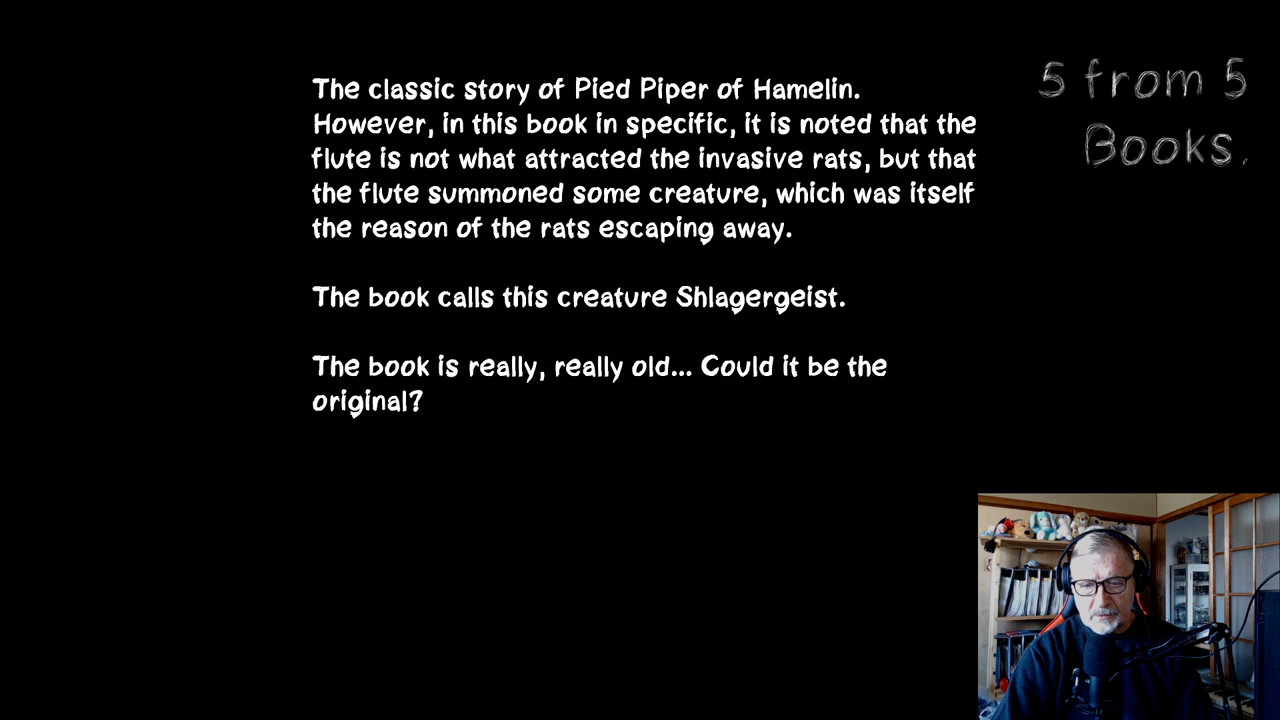 The classic story of Pied Piper of Hamelin.
However, in this book in specific, it is noted that the
flute is not what attracted the invasive rats, but that
the flute summoned some creature, which was itself
the reason of the rats escaping away.
The book calls this creature Shlagergeist.
The book is really, really old... Could it be the
original?
5 from 5
Books.